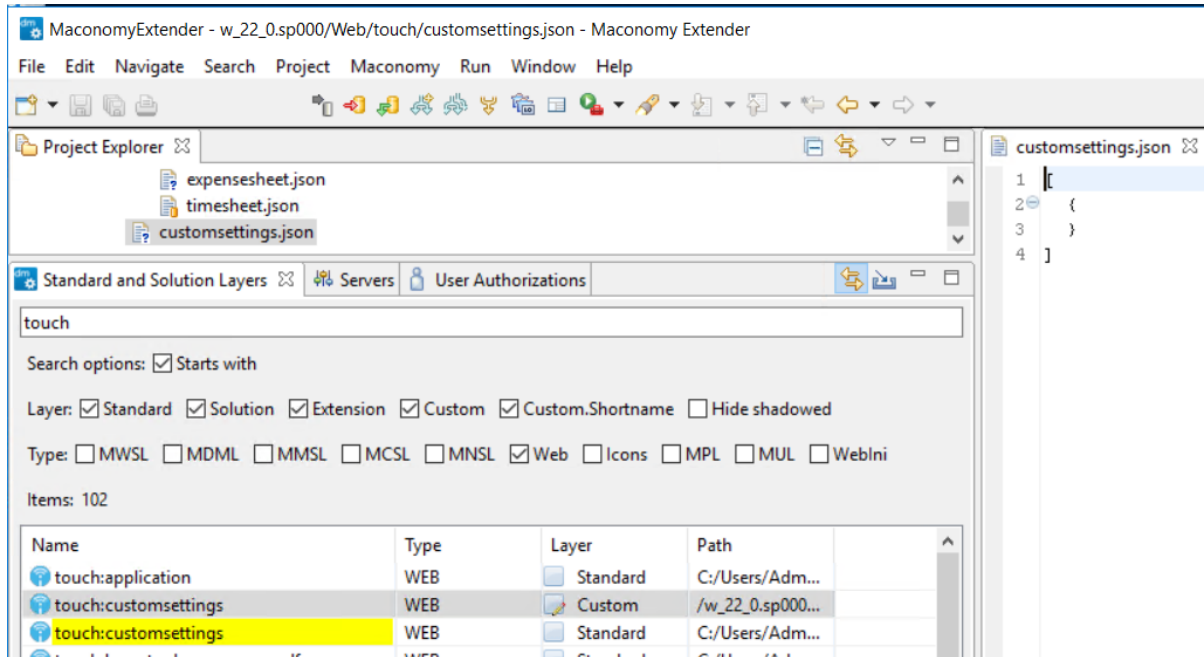 MaconomyExtender - w_22_0.sp000/Web/touch/customsettings.json - Maconomy Extender
File Edit Navigate Search Project Maconomy Run Window Help
Project Explorer
expensesheet.json
timesheet.json
customsettings.json
customsettings.json
1 [
2 {
3 }
4 ]
Standard and Solution Layers Servers User Authorizations
touch
Search options: Starts with
Layer: Standard Solution Extension Custom Custom.Shortname Hide shadowed
Type: MWSL MDML MMSL MCSL MNSL Web Icons MPL MUL WebIni
Items: 102
Name Type Layer Path
touch:application WEB Standard C:/Users/Adm...
touch:customsettings WEB Custom /w_22_0.sp000...
touch:customsettings WEB Standard C:/Users/Adm...